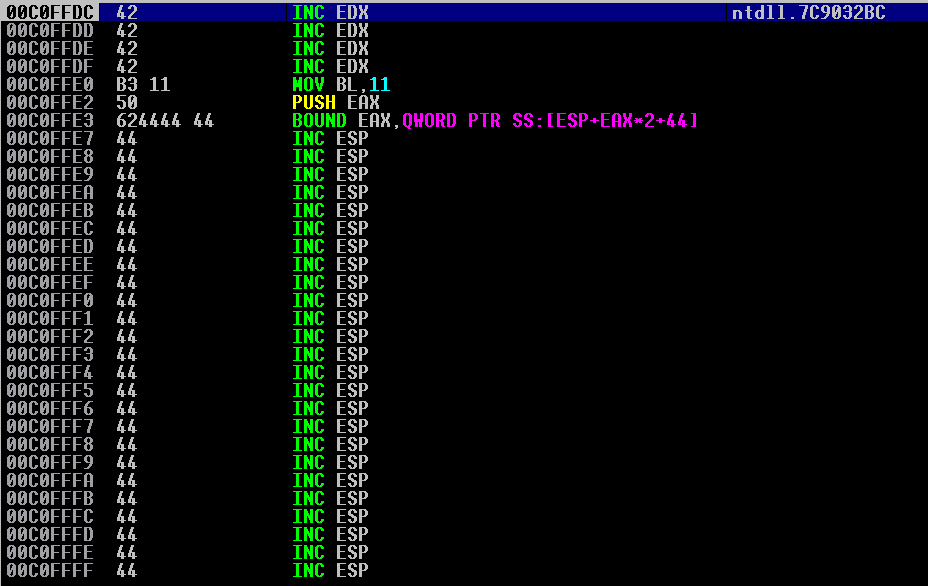 00C0FFDC 42 INC EDX ntdll.7C9032BC
00C0FFDD 42 INC EDX
00C0FFDE 42 INC EDX
00C0FFDF 42 INC EDX
00C0FFE0 B3 11 MOV BL,11
00C0FFE2 50 PUSH EAX
00C0FFE3 624444 44 BOUND EAX,QWORD PTR SS:[ESP+EAX*2+44]
00C0FFE7 44 INC ESP
00C0FFE8 44 INC ESP
00C0FFE9 44 INC ESP
00C0FFEA 44 INC ESP
00C0FFEB 44 INC ESP
00C0FFEC 44 INC ESP
00C0FFED 44 INC ESP
00C0FFEE 44 INC ESP
00C0FFEF 44 INC ESP
00C0FFF0 44 INC ESP
00C0FFF1 44 INC ESP
00C0FFF2 44 INC ESP
00C0FFF3 44 INC ESP
00C0FFF4 44 INC ESP
00C0FFF5 44 INC ESP
00C0FFF6 44 INC ESP
00C0FFF7 44 INC ESP
00C0FFF8 44 INC ESP
00C0FFF9 44 INC ESP
00C0FFFA 44 INC ESP
00C0FFFB 44 INC ESP
00C0FFFC 44 INC ESP
00C0FFFD 44 INC ESP
00C0FFFE 44 INC ESP
00C0FFFF 44 INC ESP